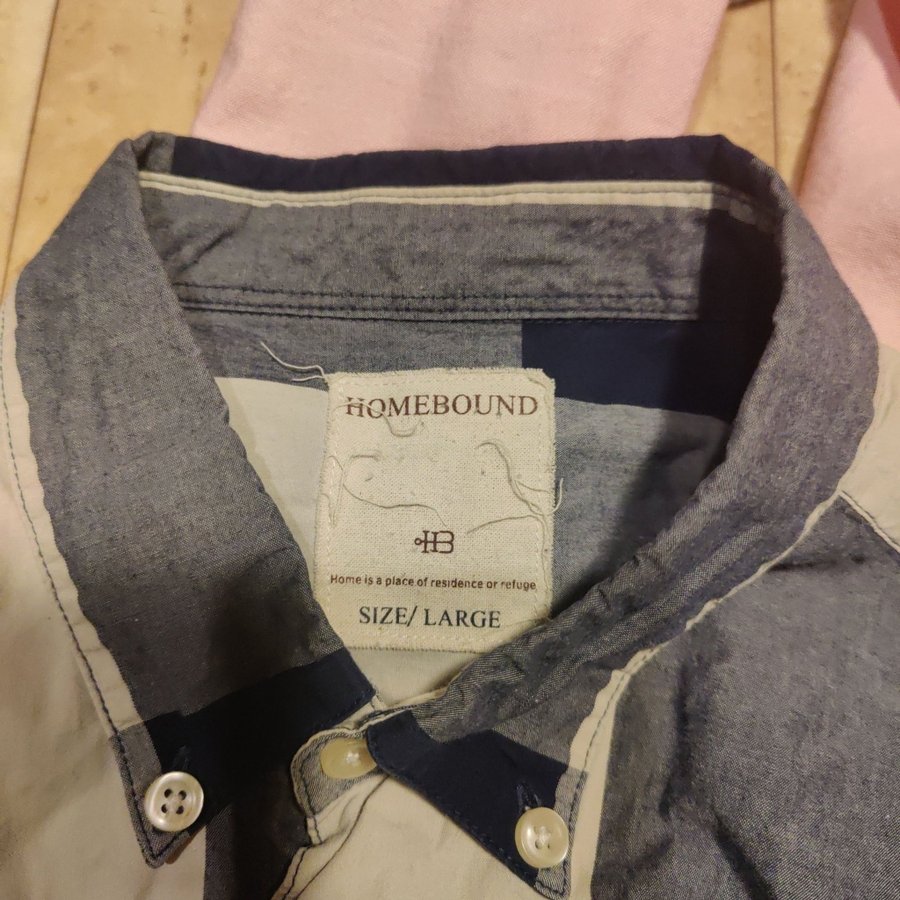 HOMEBOUND
HB
Home is a place of residence or refuge
SIZE/ LARGE